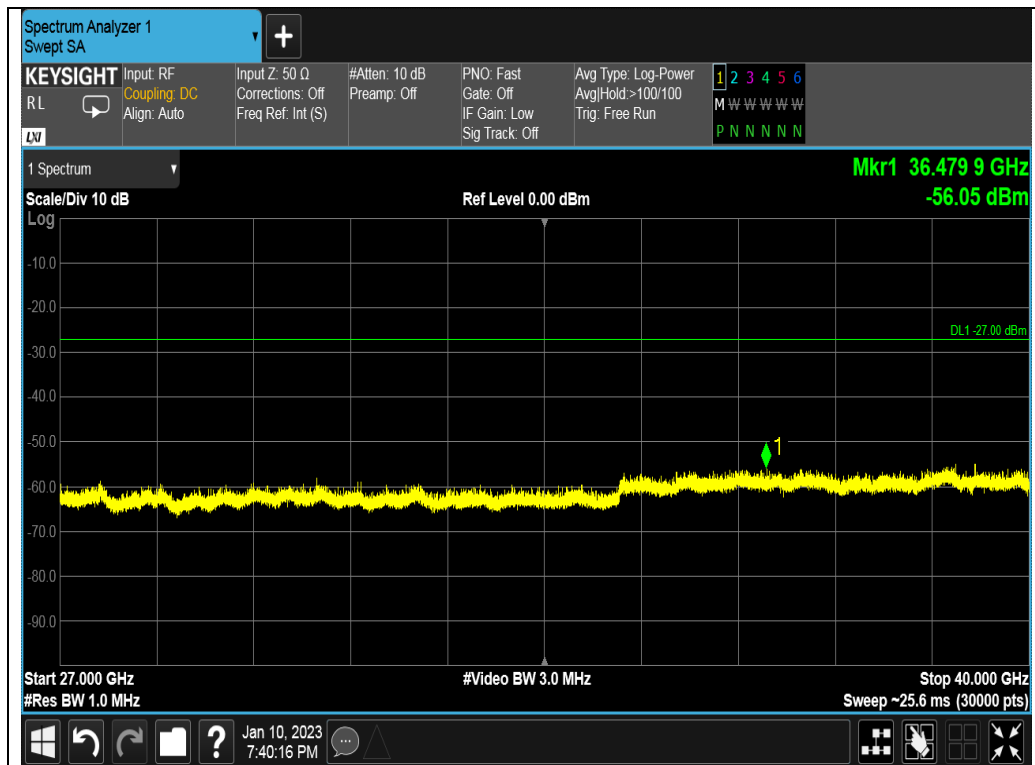 Spectrum Analyzer 1
Swept SA
+
KEYSIGHT
RL
LXI
Input: RF
Coupling: DC
Align: Auto
Input Z: 50 Ω
Corrections: Off
Freq Ref: Int (S)
#Atten: 10 dB
Preamp: Off
PNO: Fast
Gate: Off
IF Gain: Low
Sig Track: Off
Avg Type: Log-Power
Avg|Hold:>100/100
Trig: Free Run
1 2 3 4 5 6
M W W W W W
P N N N N N
1 Spectrum
Mkr1 36.479 9 GHz
-56.05 dBm
Scale/Div 10 dB
Ref Level 0.00 dBm
Log
-10.0
-20.0
DL1 -27.00 dBm
-30.0
-40.0
-50.0
1
-60.0
-70.0
-80.0
-90.0
Start 27.000 GHz
#Video BW 3.0 MHz
Stop 40.000 GHz
#Res BW 1.0 MHz
Sweep ~25.6 ms (30000 pts)
?
Jan 10, 2023
7:40:16 PM